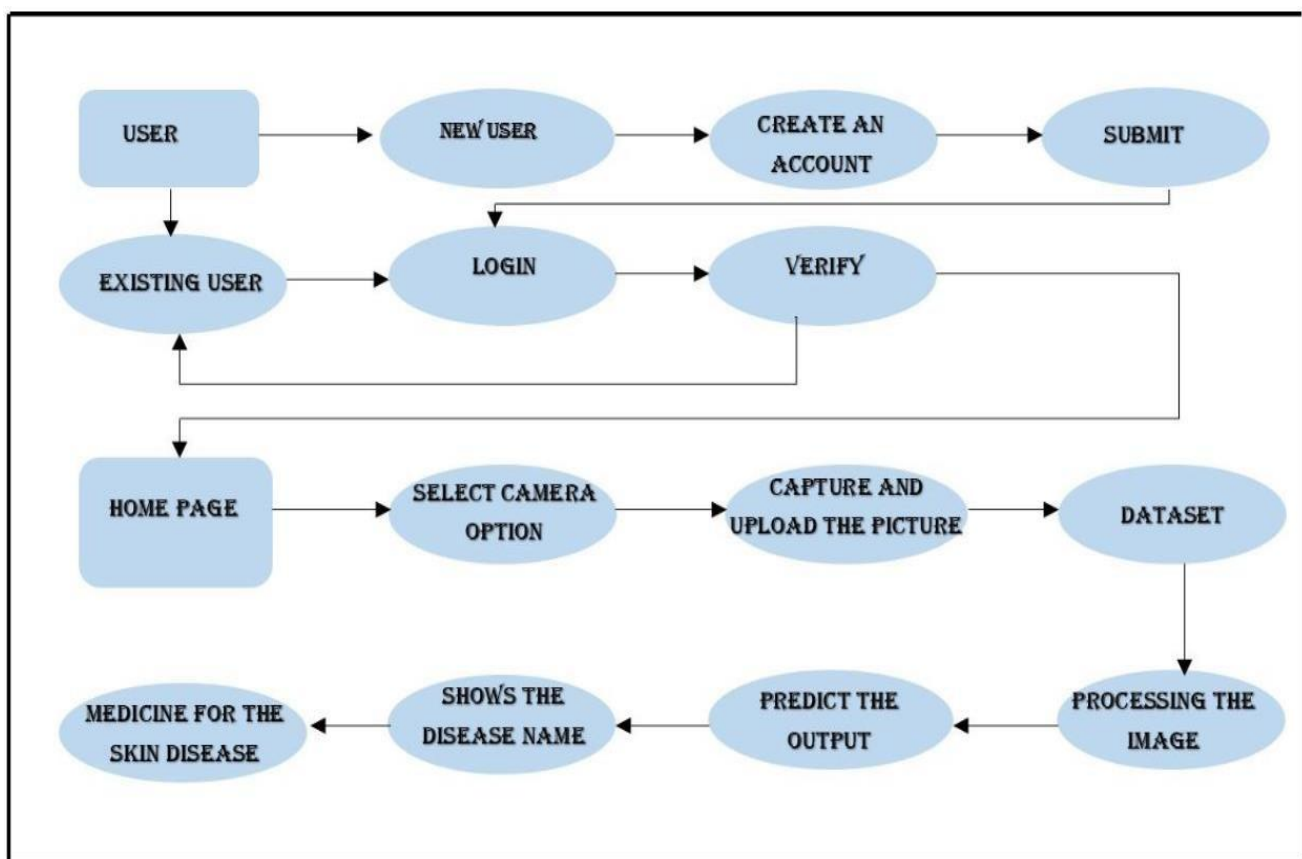 USER
NEW USER
CREATE AN
ACCOUNT
SUBMIT
EXISTING USER
LOGIN
VERIFY
HOME PAGE
SELECT CAMERA
OPTION
CAPTURE AND
UPLOAD THE PICTURE
DATASET
MEDICINE FOR THE
SKIN DISEASE
SHOWS THE
DISEASE NAME
PREDICT THE
OUTPUT
PROCESSING THE
IMAGE